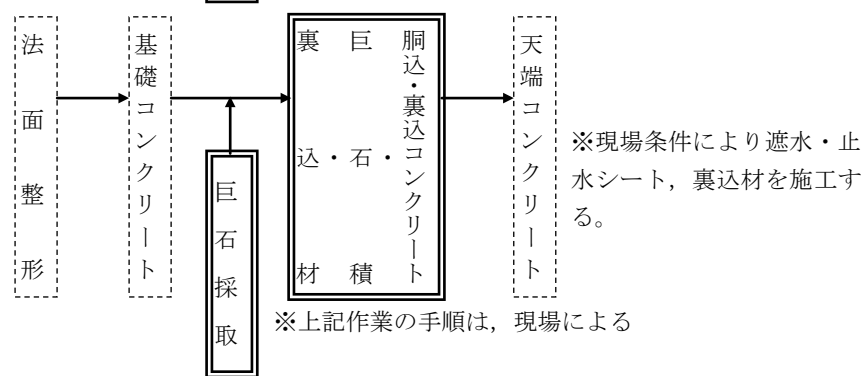 法面整形
基礎コンクリート
巨石採取
裏込材・巨石積・胴込・裏込コンクリート
天端コンクリート
※現場条件により遮水・止
水シート，裏込材を施工す
る。
※上記作業の手順は，現場による